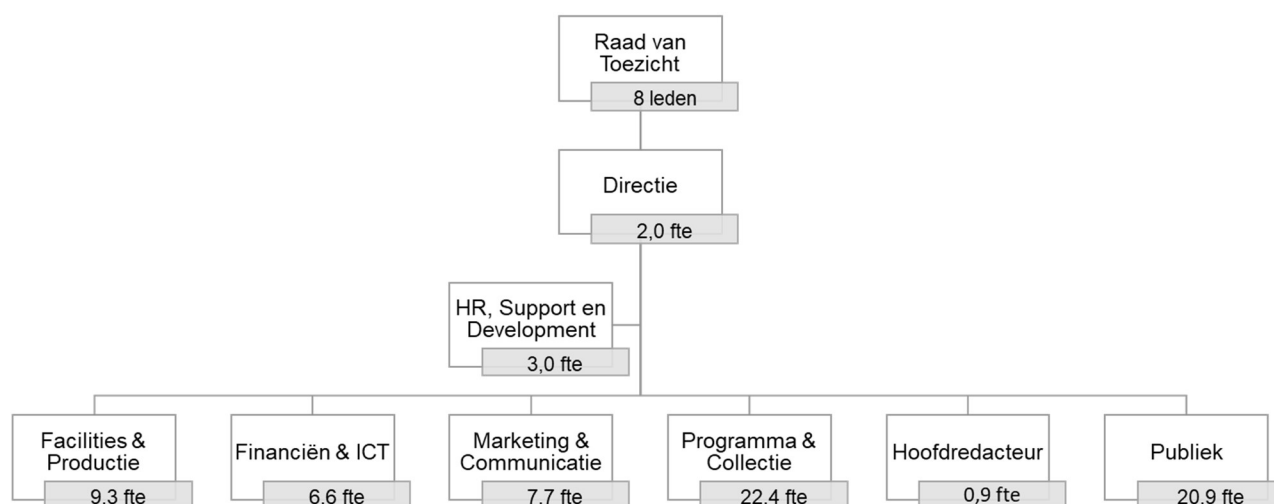 Raad van
Toezicht
8 leden
Directie
2,0 fte
HR, Support en
Development
3,0 fte
Facilities &
Productie
9,3 fte
Financiën & ICT
6,6 fte
Marketing &
Communicatie
7,7 fte
Programma &
Collectie
22,4 fte
Hoofdredacteur
0,9 fte
Publiek
20,9 fte